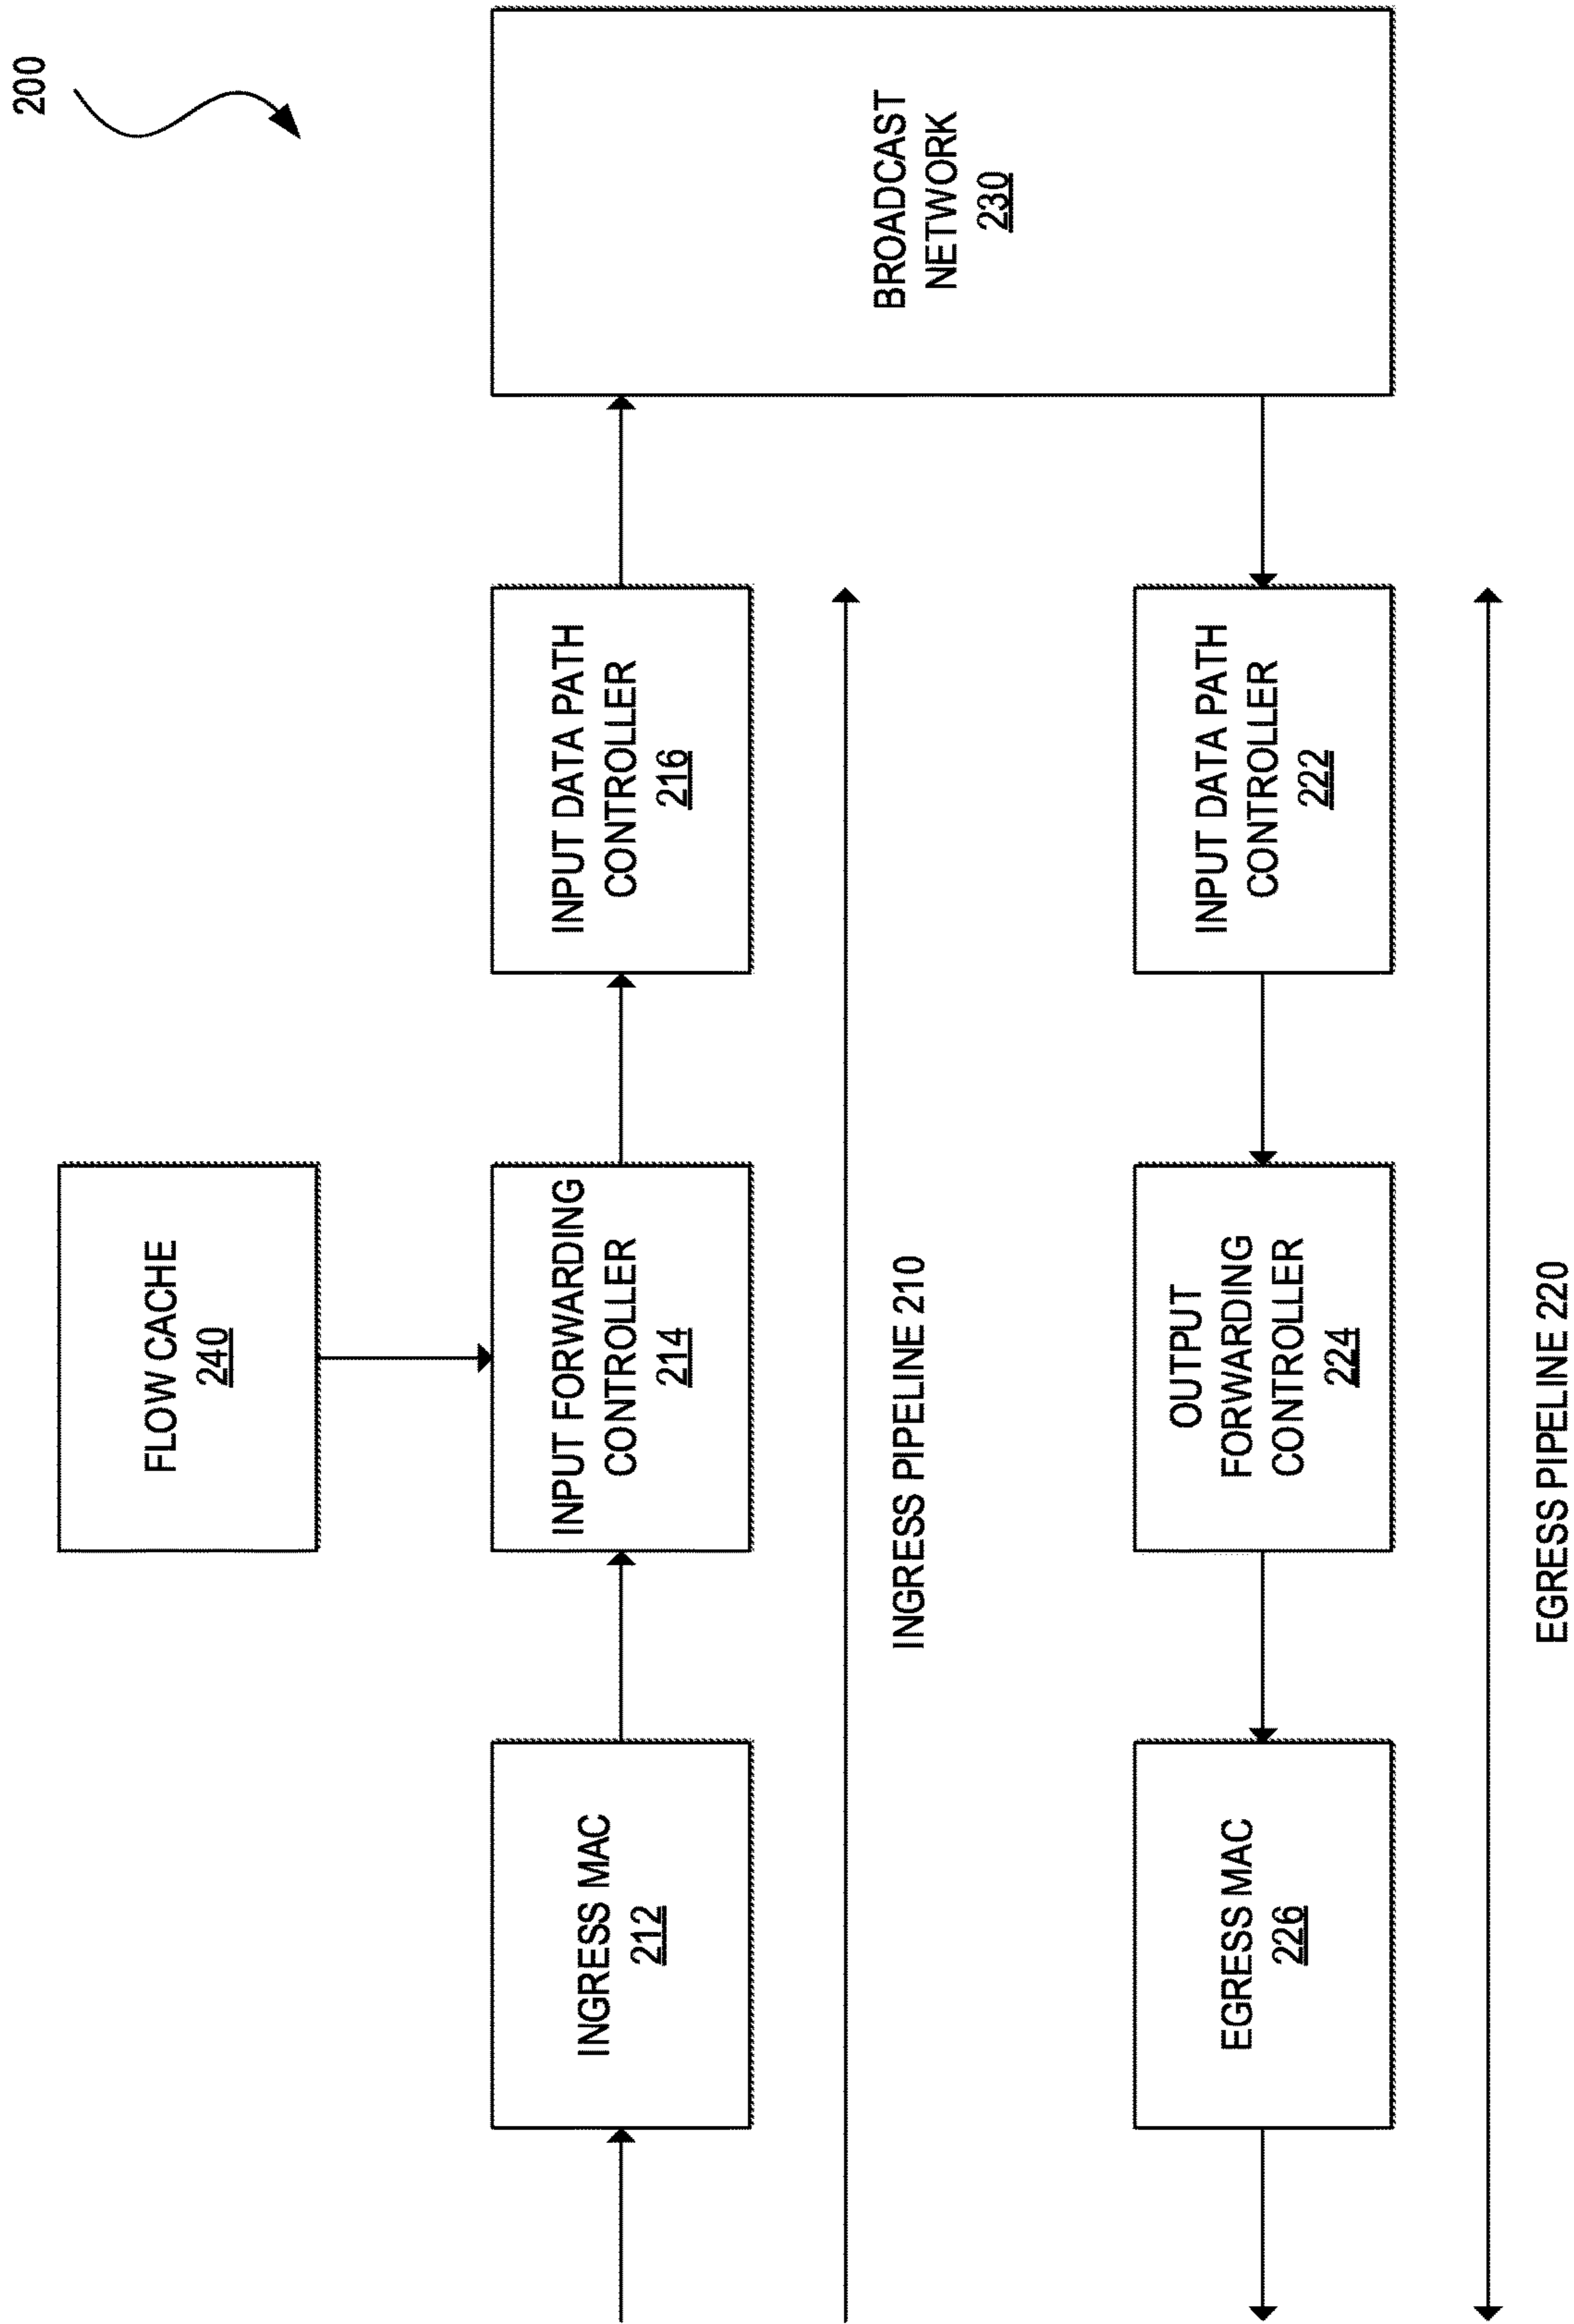 200
FLOW CACHE
240
INGRESS MAC
212
INPUT FORWARDING
CONTROLLER
214
INPUT DATA PATH
CONTROLLER
216
BROADCAST
NETWORK
230
INGRESS PIPELINE 210
EGRESS MAC
226
OUTPUT
FORWARDING
CONTROLLER
224
INPUT DATA PATH
CONTROLLER
222
EGRESS PIPELINE 220